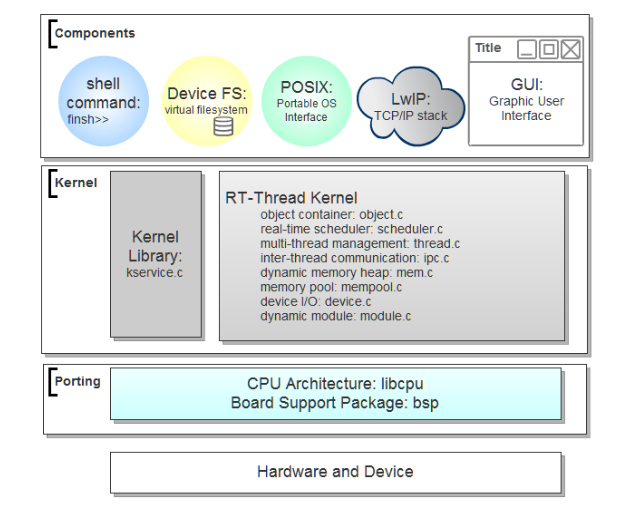 Components
shell
command:
finsh>>
Device FS:
virtual filesystem
POSIX:
Portable OS
Interface
LwIP:
TCP/IP stack
Title
GUI:
Graphic User
Interface
Kernel
Kernel
Library:
kservice.c
RT-Thread Kernel
object container: object.c
real-time scheduler: scheduler.c
multi-thread management: thread.c
inter-thread communication: ipc.c
dynamic memory heap: mem.c
memory pool: mempool.c
device I/O: device.c
dynamic module: module.c
Porting
CPU Architecture: libcpu
Board Support Package: bsp
Hardware and Device